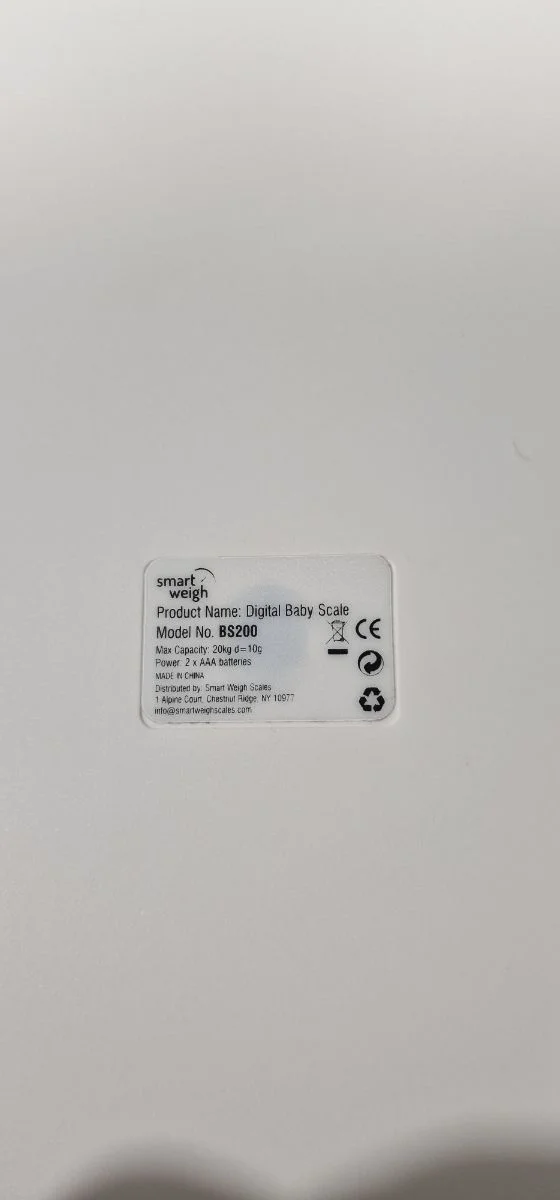 smart
weigh
Product Name: Digital Baby Scale
Model No. BS200
Max Capacity: 20kg d=10g
Power: 2 x AAA batteries
MADE IN CHINA
Distributed by: Smart Weigh Scales
1 Alpine Court, Chestnut Ridge, NY 10977
info@smartweighscales.com
CE